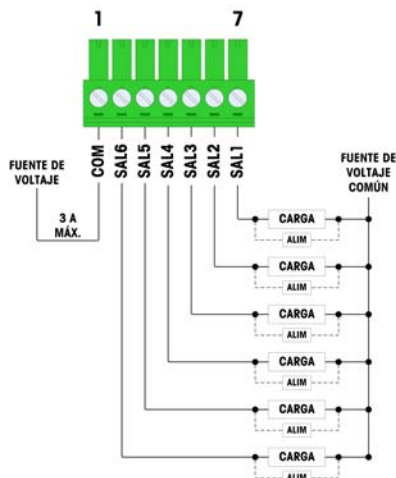 1 7
COM SAL6 SAL5 SAL4 SAL3 SAL2 SAL1
FUENTE DE
VOLTAJE
3 A
MÁX.
FUENTE DE
VOLTAJE
COMÚN
CARGA
ALIM
CARGA
ALIM
CARGA
ALIM
CARGA
ALIM
CARGA
ALIM
CARGA
ALIM